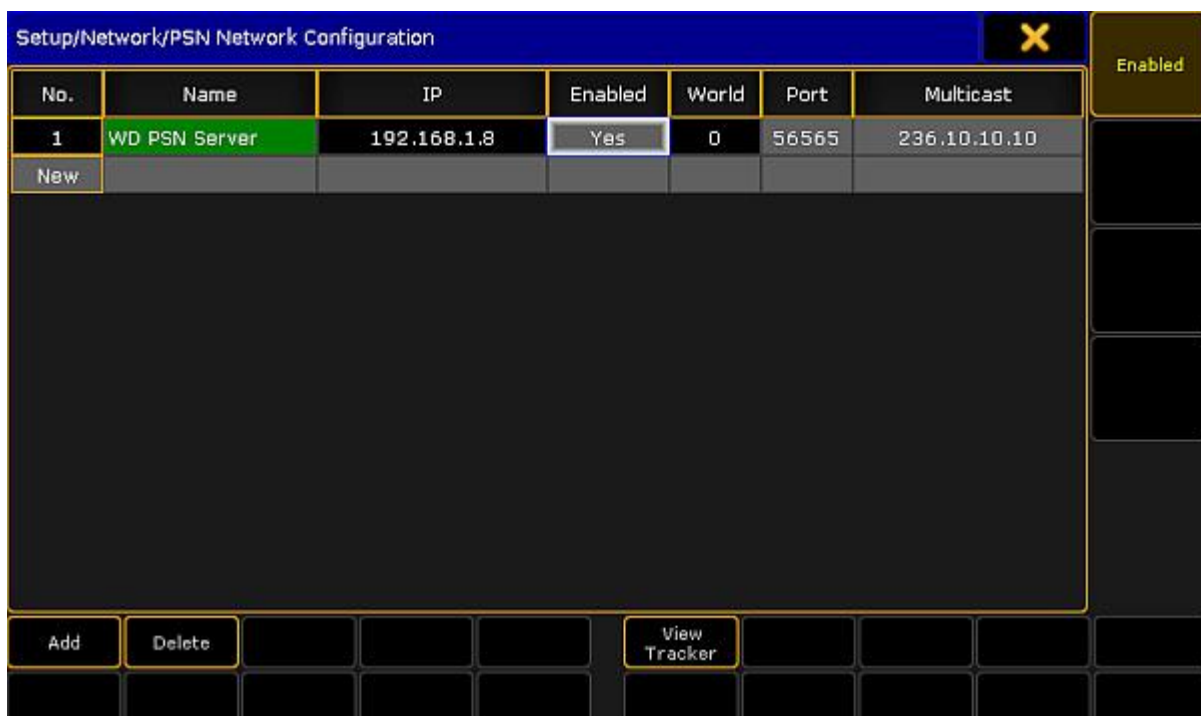 Setup/Network/PSN Network Configuration
Enabled
No. Name IP Enabled World Port Multicast
1 WD PSN Server 192.168.1.8 Yes 0 56565 236.10.10.10
New
Add Delete View
Tracker